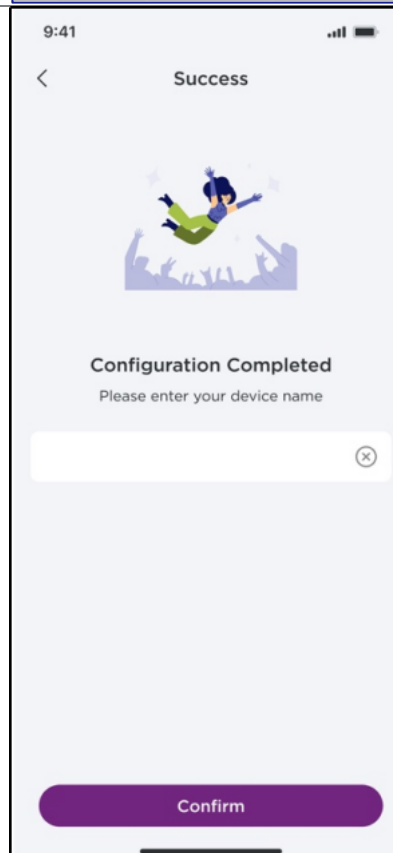 9:41
Success
Configuration Completed
Please enter your device name
Confirm